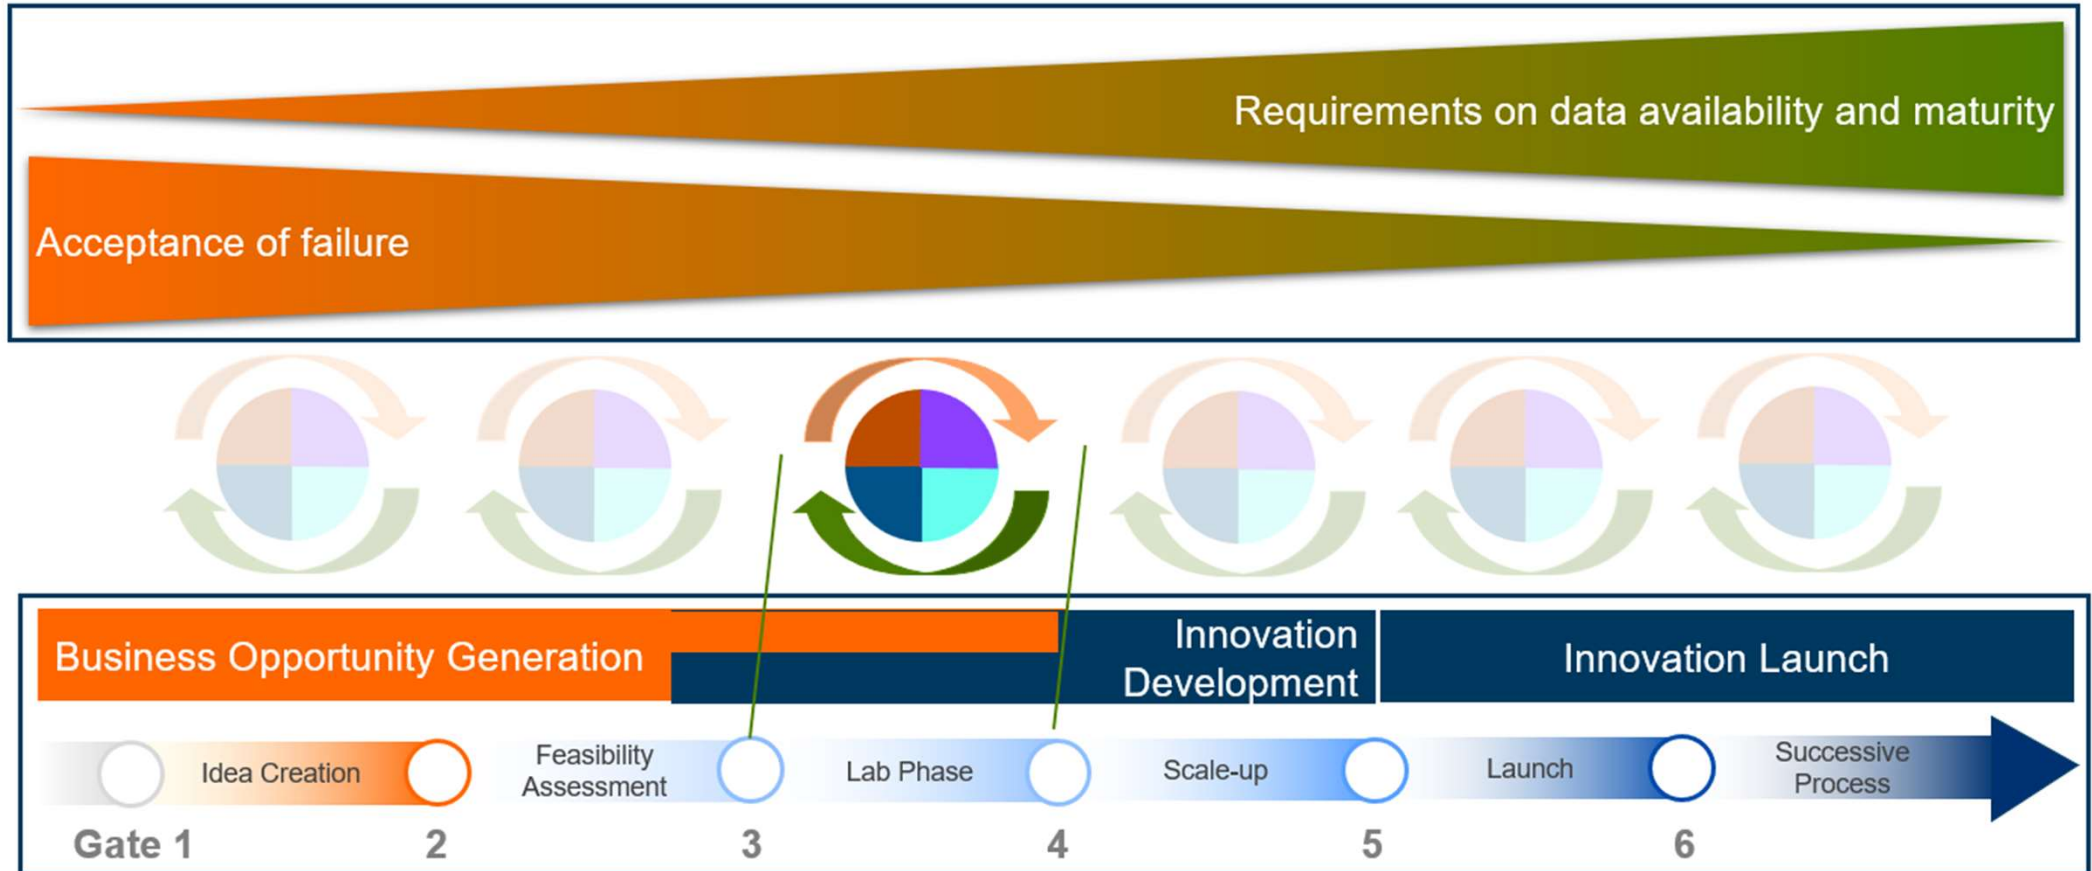 Requirements on data availability and maturity
Acceptance of failure
Business Opportunity Generation
Innovation
Development
Innovation Launch
Idea Creation
Feasibility
Assessment
Lab Phase
Scale-up
Launch
Successive
Process
Gate 1
2
3
4
5
6